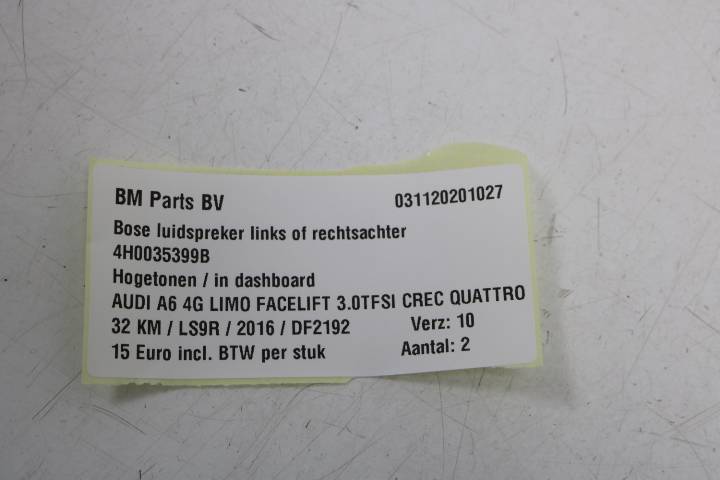 BM Parts BV 031120201027
Bose luidspreker links of rechtsachter
4H0035399B
Hogetonen / in dashboard
AUDI A6 4G LIMO FACELIFT 3.0TFSI CREC QUATTRO
32 KM / LS9R / 2016 / DF2192 Verz: 10
15 Euro incl. BTW per stuk Aantal: 2